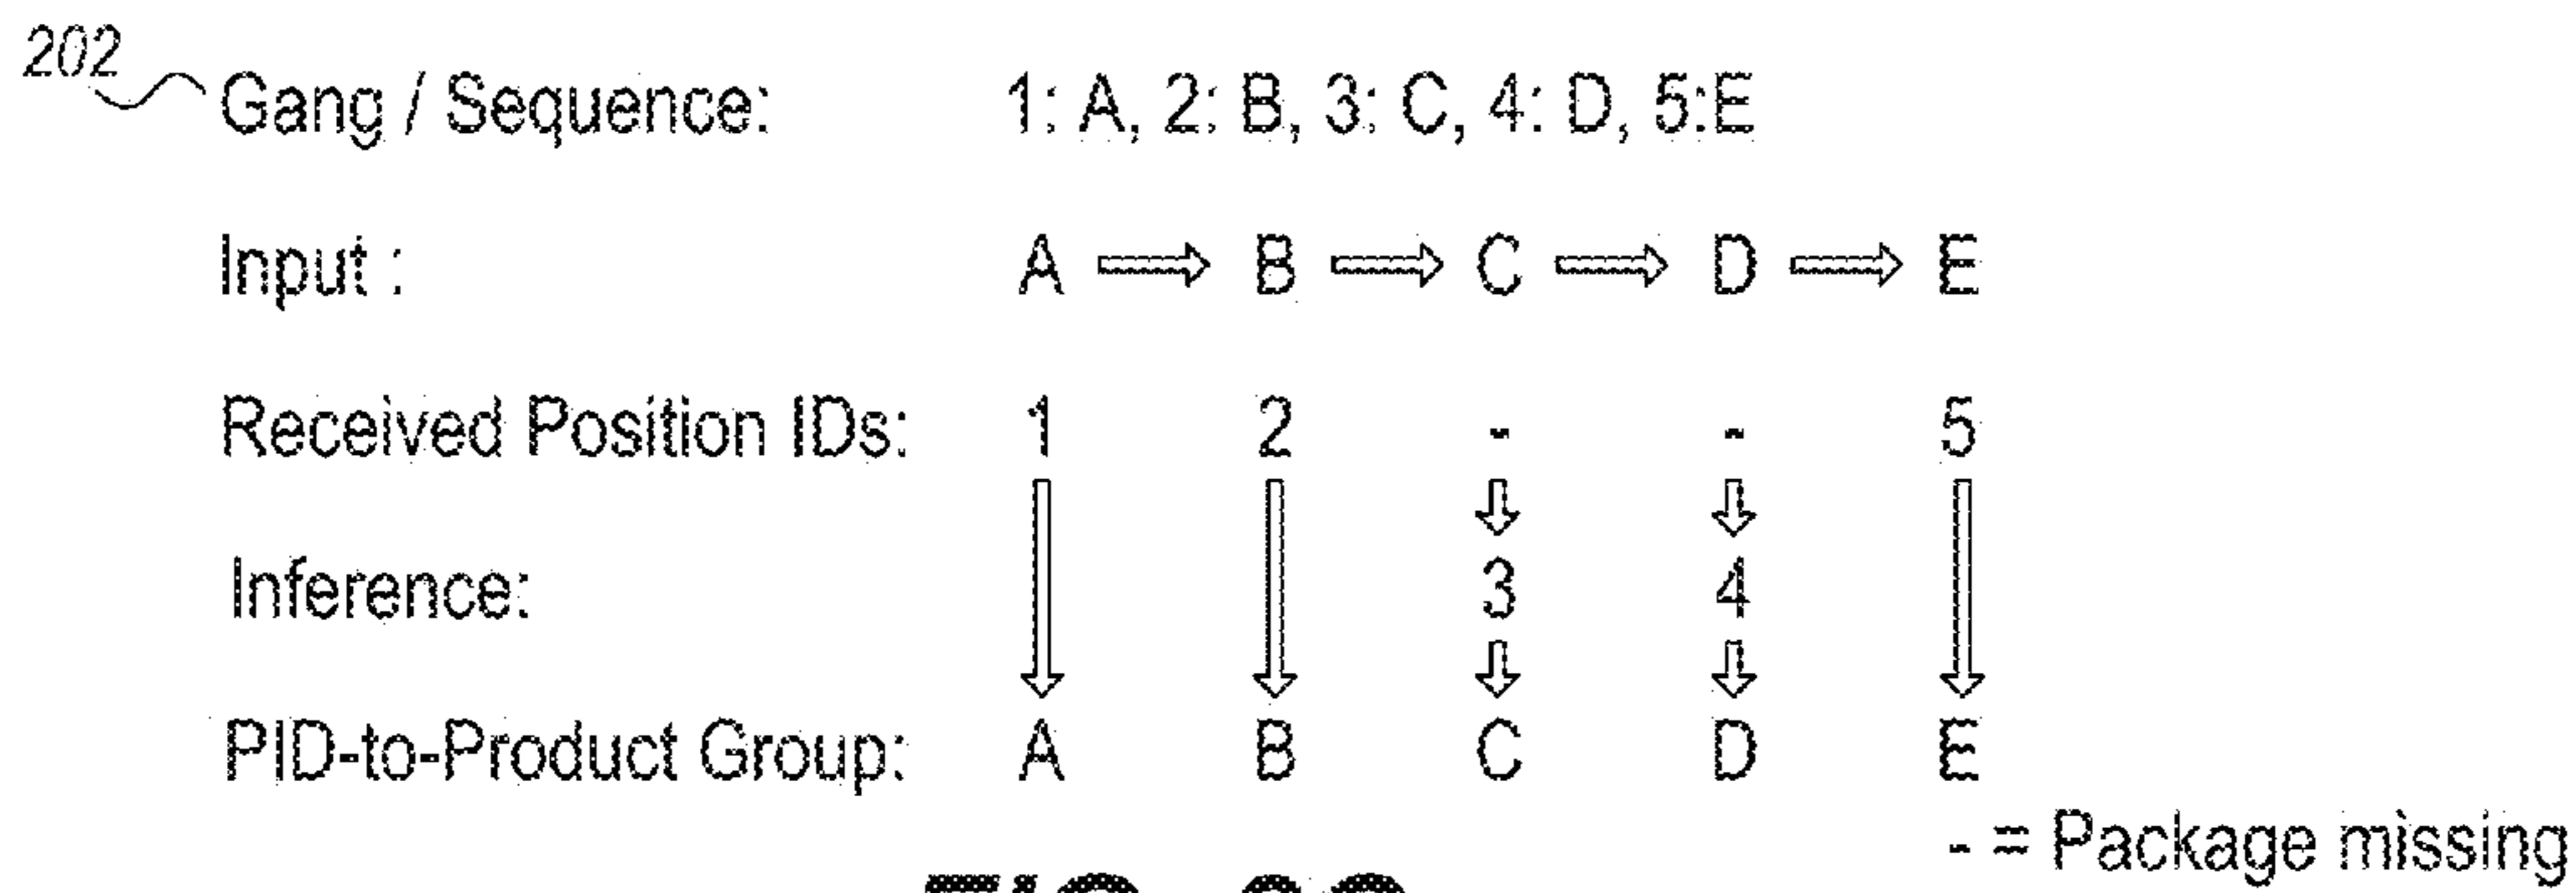 202
Gang / Sequence: 1: A, 2: B, 3: C, 4: D, 5:E
Input : A ⇒ B ⇒ C ⇒ D ⇒ E
Received Position IDs: 1 2 - - 5
Inference: 3 4
PID-to-Product Group: A B C D E
- = Package missing